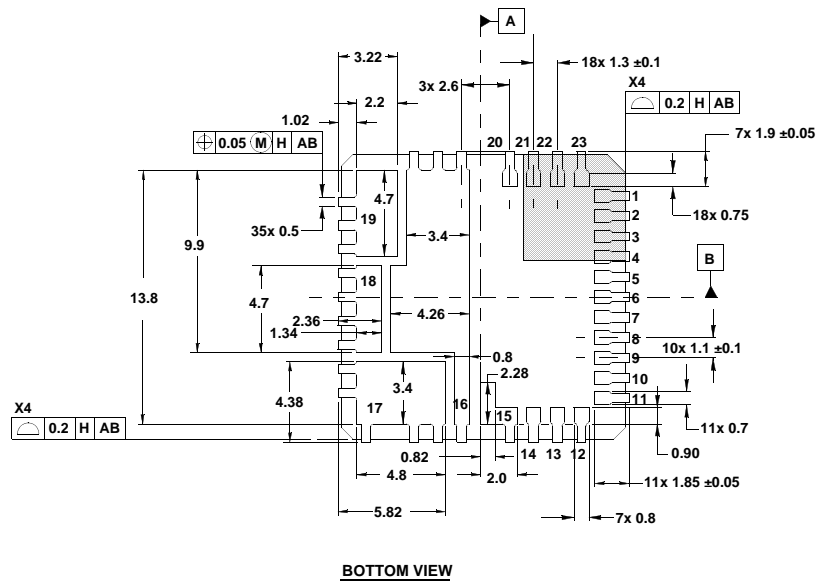 A
3.22
18x 1.3 ±0.1
3x 2.6
2.2
X4
0.2 H AB
1.02
0.05 M H AB
20 21 22 23
7x 1.9 ±0.05
4.7
1
18x 0.75
2
19
35x 0.5
3.4
3
9.9
4
B
5
18
13.8
4.7
6
4.26
2.36
7
1.34
8
10x 1.1 ±0.1
0.8
9
2.28
10
4.38
3.4
11
X4
17
16
15
0.2 H AB
11x 0.7
14 13 12
0.82
0.90
4.8
2.0
11x 1.85 ±0.05
5.82
7x 0.8
BOTTOM VIEW